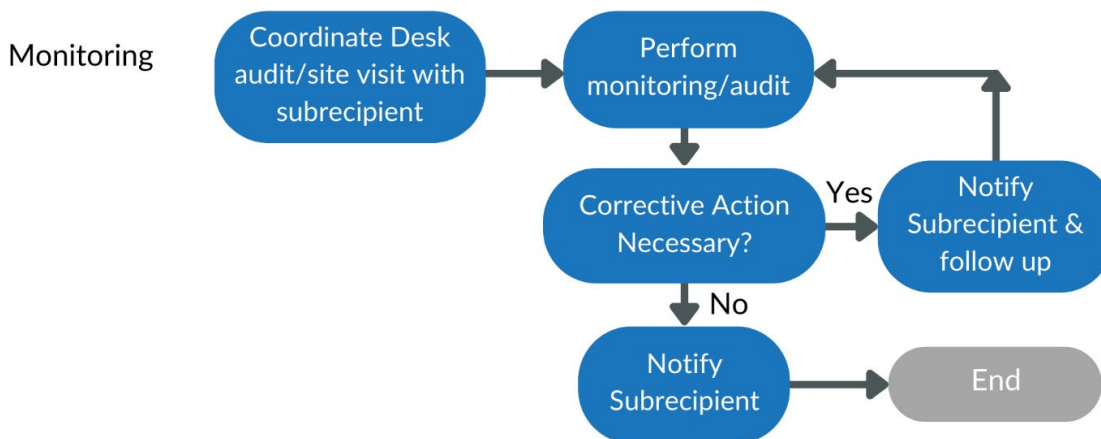 Monitoring
Coordinate Desk
audit/site visit with
subrecipient
Perform
monitoring/audit
Corrective Action
Necessary?
Yes
Notify
Subrecipient &
follow up
No
Notify
Subrecipient
End